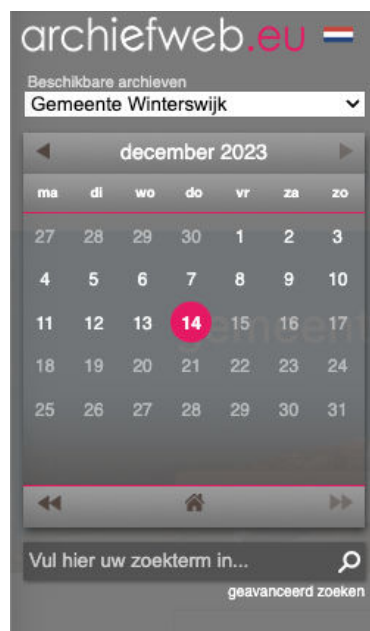 archiefweb.eu
Beschikbare archieven
Gemeente Winterswijk
december 2023
ma di wo do vr za zo
27 28 29 30 1 2 3
4 5 6 7 8 9 10
11 12 13 14 15 16 17
18 19 20 21 22 23 24
25 26 27 28 29 30 31
Vul hier uw zoekterm in...
geavanceerd zoeken